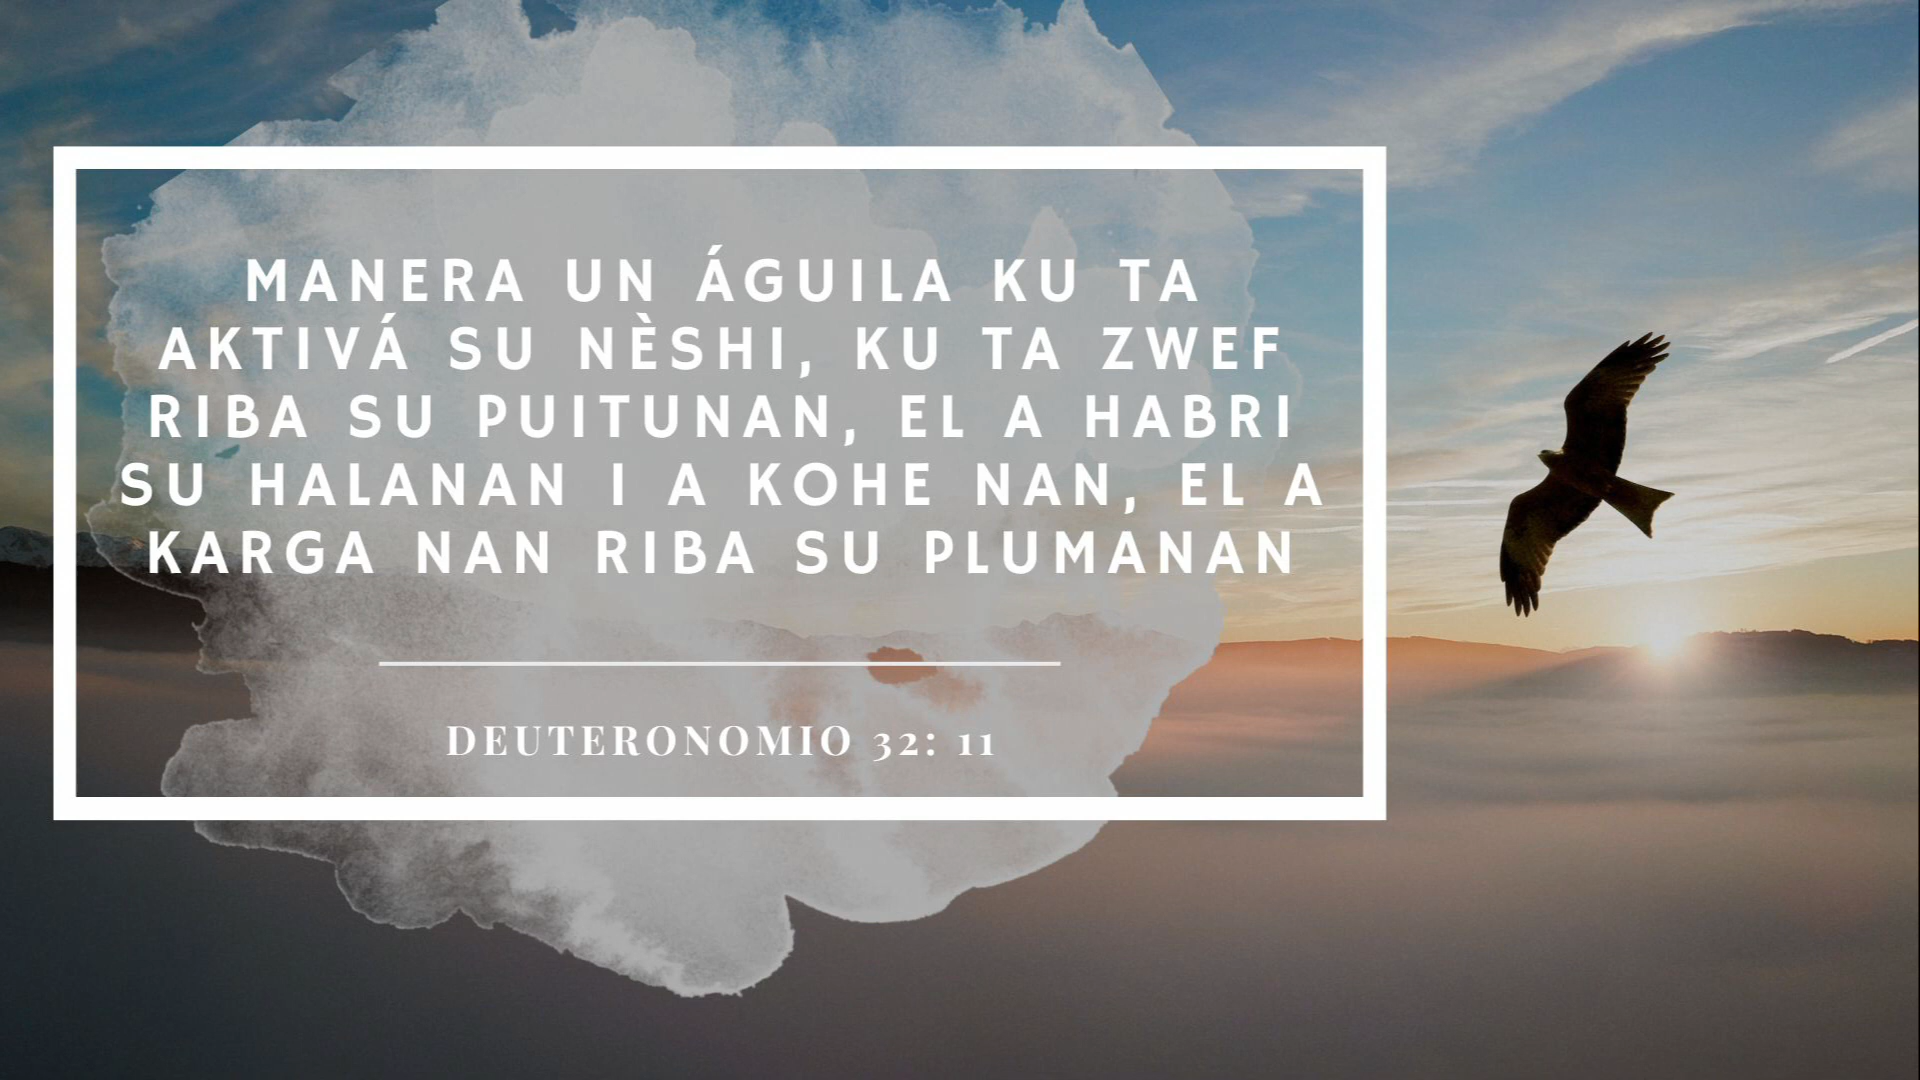 MANERA UN ÁGUILA KU TA
AKTIVÁ SU NÈSHI, KU TA ZWEF
RIBA SU PUITUNAN, EL A HABRI
SU HALANAN I A KOHE NAN, EL A
KARGA NAN RIBA SU PLUMANAN
DEUTERONOMIO 32: 11